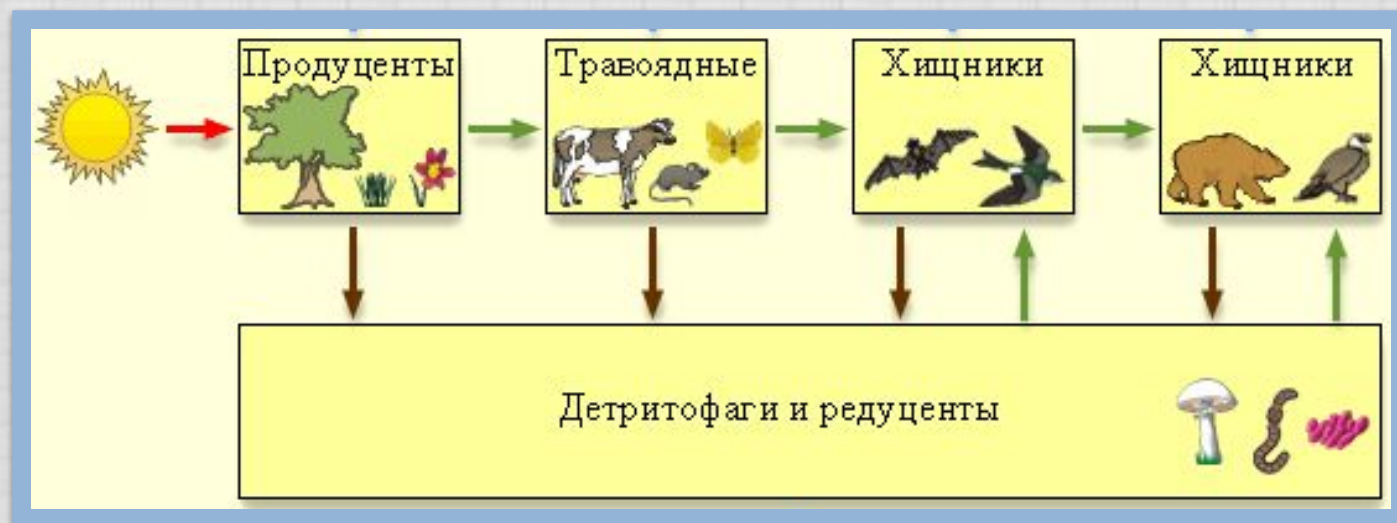 Продуценты
Травоядные
Хищники
Хищники
Детритофаги и редуценты